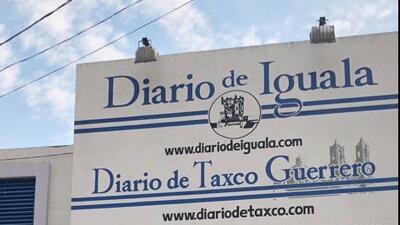 Diario de Iguala
www.diariodeiguala.com
Diario de Taxco Guerrero
www.diariodetaxco.com